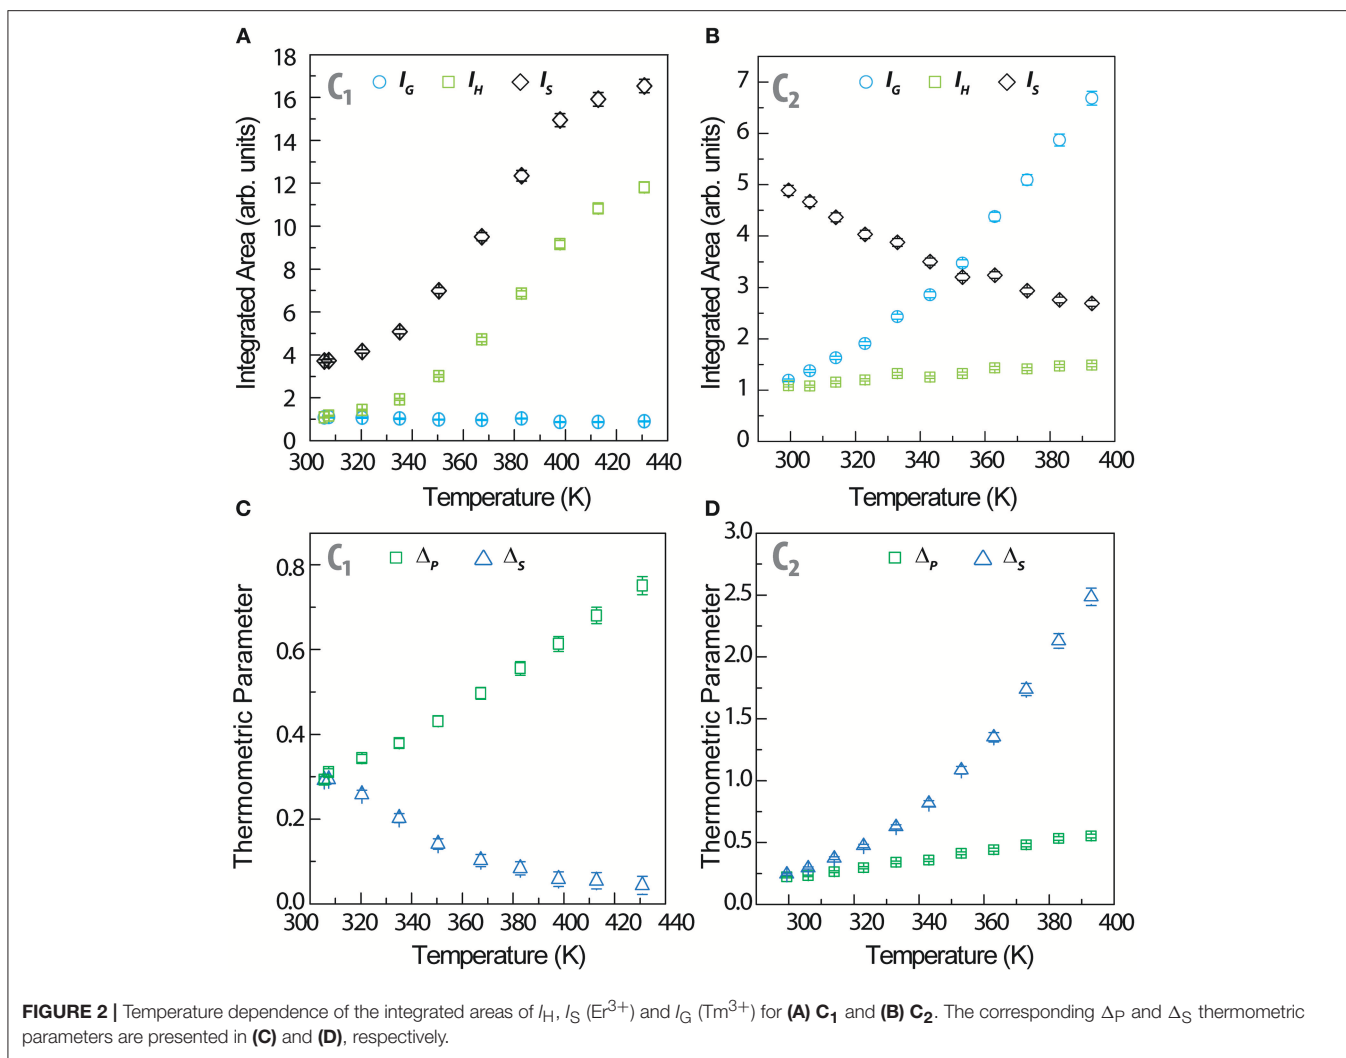 A
18
16
14
12
10
8
6
4
2
0
Integrated Area (arb. units)
C1 IG IH IS
300 320 340 360 380 400 420 440
Temperature (K)
B
7
6
5
4
3
2
1
0
Integrated Area (arb. units)
C2 IG IH IS
300 320 340 360 380 400
Temperature (K)
C
0.8
0.6
0.4
0.2
0.0
Thermometric Parameter
C1 ΔP ΔS
300 320 340 360 380 400 420 440
Temperature (K)
D
3.0
2.5
2.0
1.5
1.0
0.5
0.0
Thermometric Parameter
C2 ΔP ΔS
300 320 340 360 380 400
Temperature (K)
FIGURE 2 | Temperature dependence of the integrated areas of IH, IS (Er3+) and IG (Tm3+) for (A) C1 and (B) C2. The corresponding ΔP and ΔS thermometric
parameters are presented in (C) and (D), respectively.